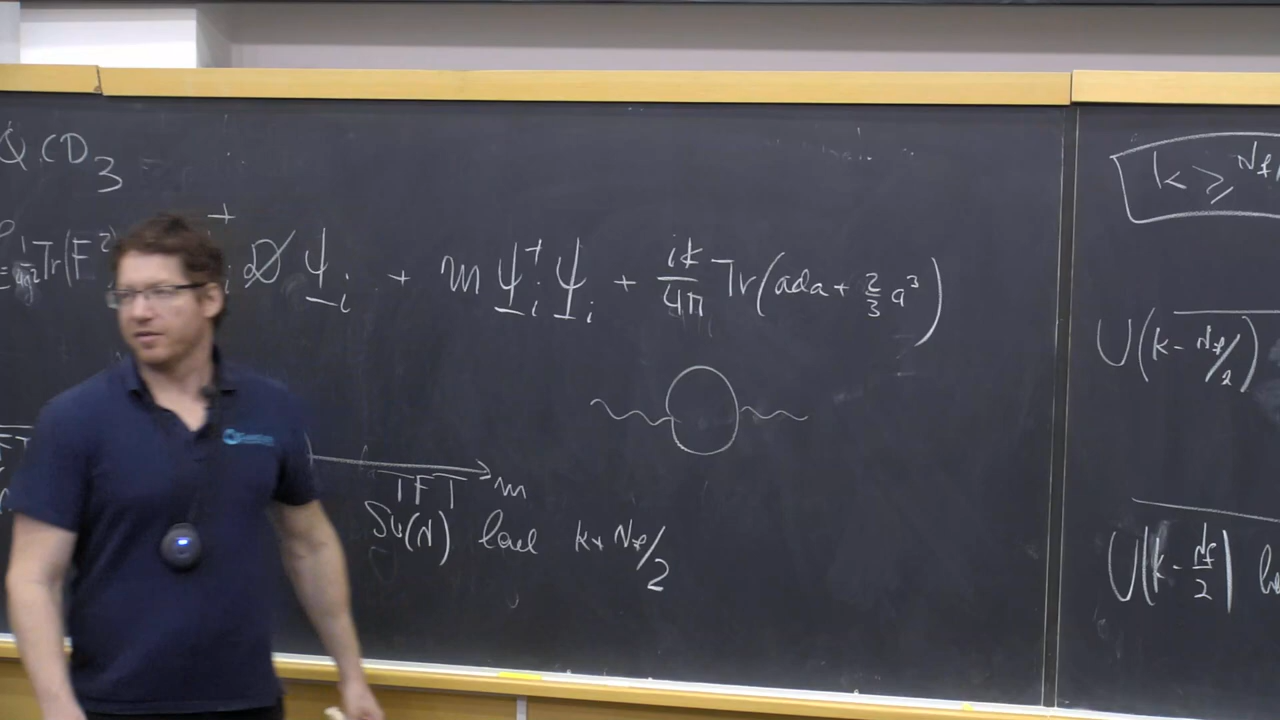 QCD₃
1/4g² Tr(F²) i D̸ ψ_i + m ψ†_i ψ_i + ik/4π Tr(ada + 2/3 a³)
TFT m
SU(N) level k+N_f/2
k ≥ N_f
U(k - N_f/2)
U(k - N_f/2)